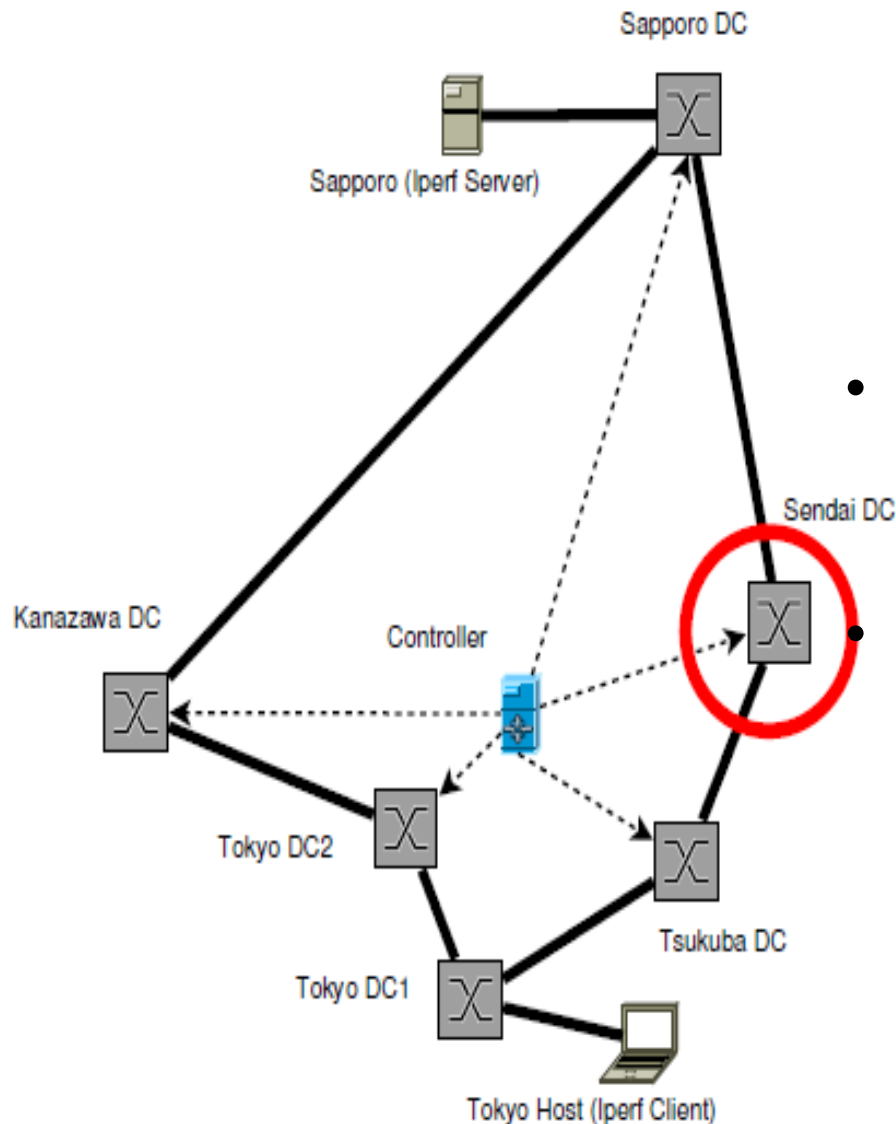 Sapporo DC
Sapporo (Iperf Server)
Sendai DC
Kanazawa DC
Controller
Tokyo DC2
Tsukuba DC
Tokyo DC1
Tokyo Host (Iperf Client)